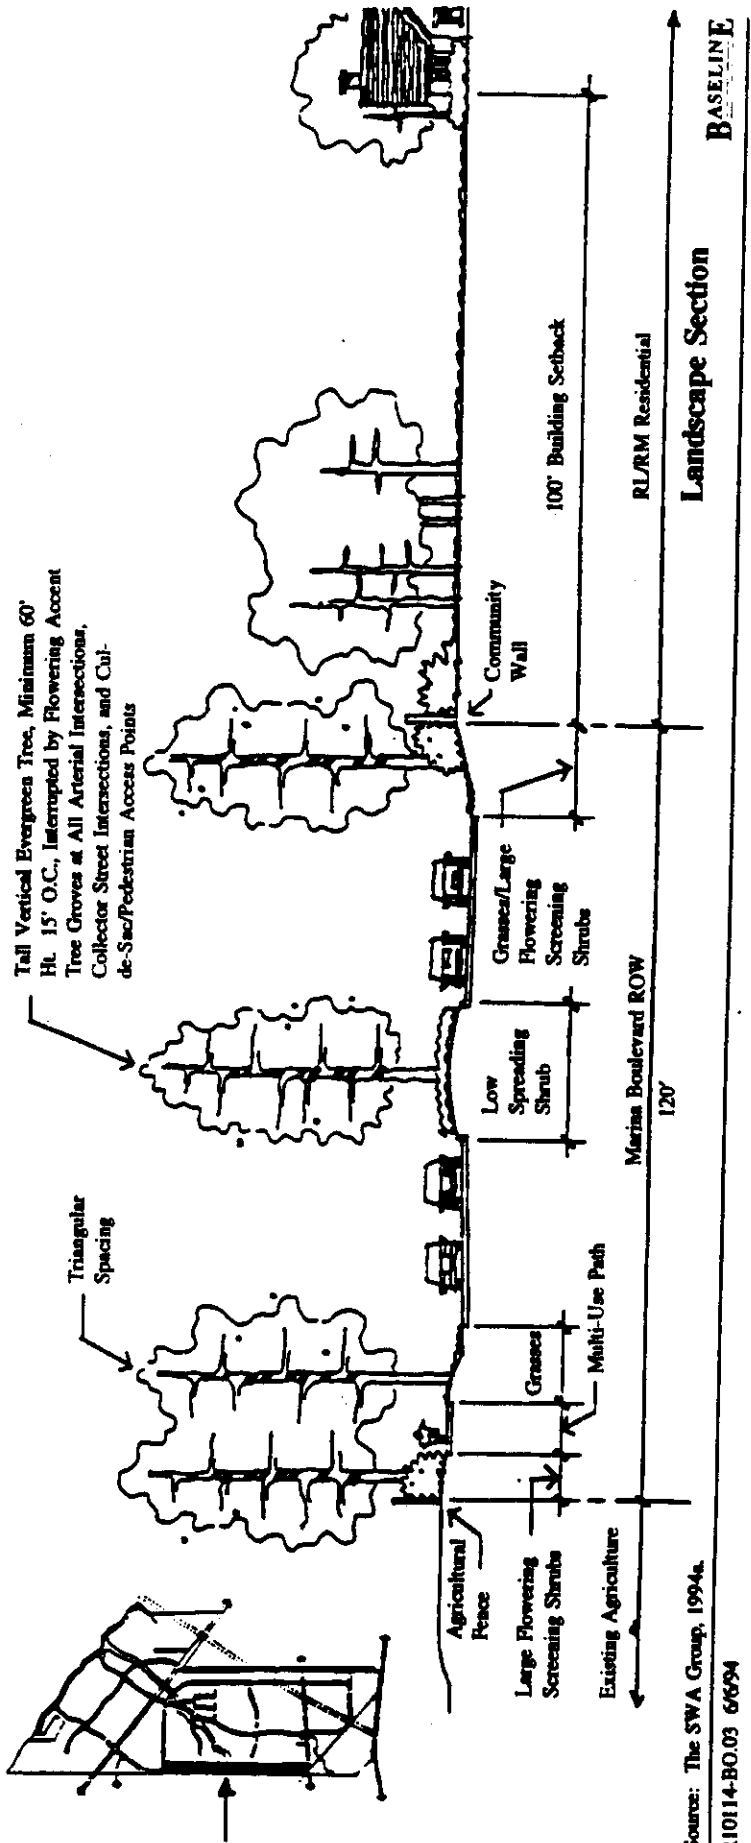 Tall Vertical Evergreen Tree, Minimum 60'
Ht. 15' O.C., Interrupted by Flowering Accent
Tree Groves at All Arterial Intersections,
Collector Street Intersections, and Cul-
de-Sac/Pedestrian Access Points
Triangular
Spacing
Agricultural
Fence
Large Flowering
Screening Shrubs
Existing Agriculture
Grasses
Multi-Use Path
Low
Spreading
Shrub
Grasses/Large
Flowering
Screening
Shrubs
Community
Wall
100' Building Setback
Marina Boulevard ROW
120'
RL/RM Residential
Landscape Section
BASELINE
Source: The SWA Group, 1994a.
10114-BO.03 6/6/94